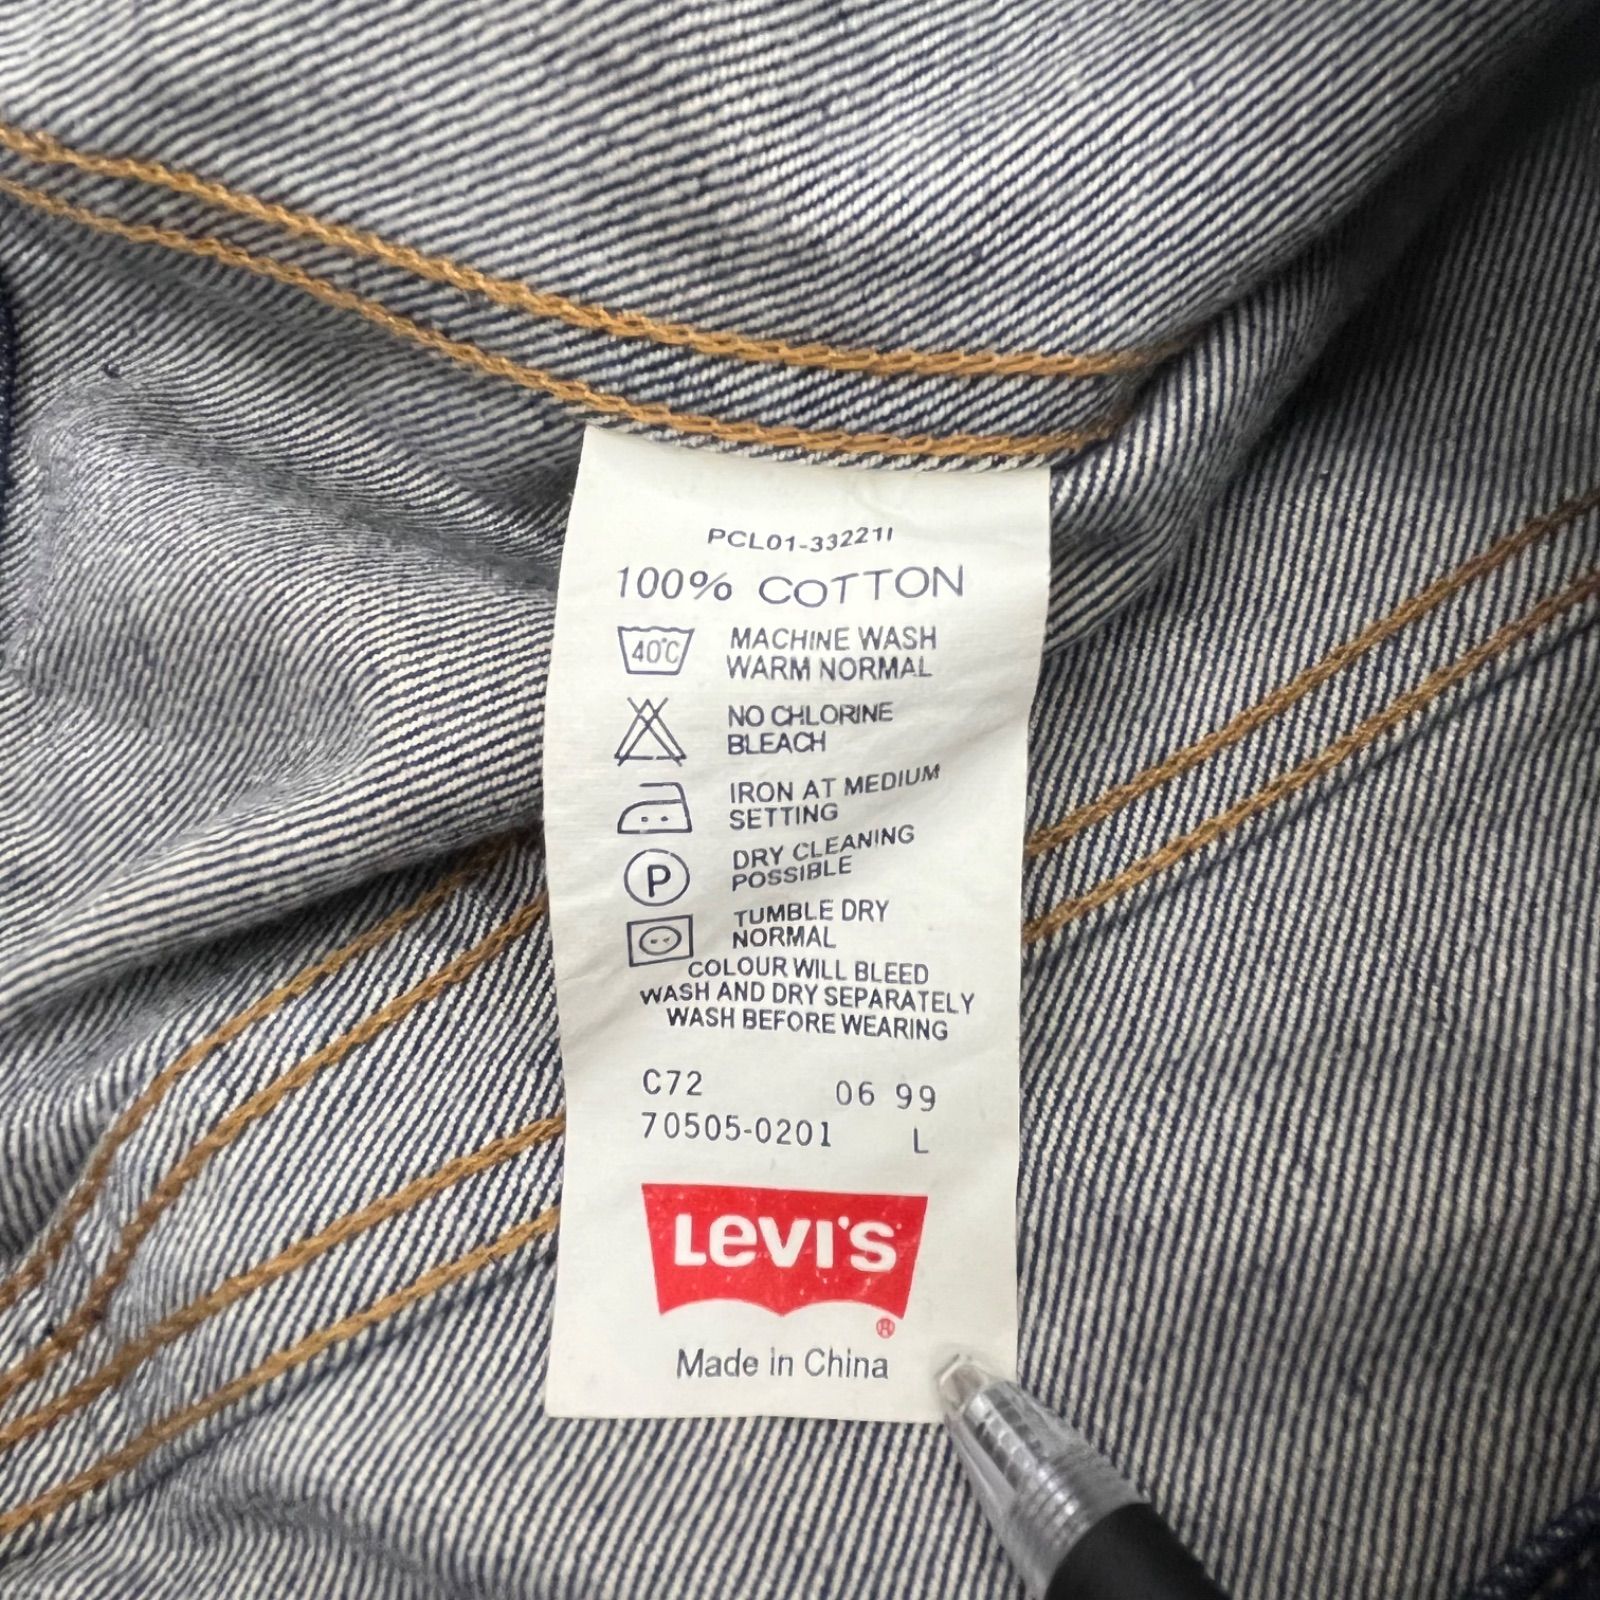 PCL01-33221I
100% COTTON
40°C MACHINE WASH
WARM NORMAL
NO CHLORINE
BLEACH
IRON AT MEDIUM
SETTING
P DRY CLEANING
POSSIBLE
TUMBLE DRY
NORMAL
COLOUR WILL BLEED
WASH AND DRY SEPARATELY
WASH BEFORE WEARING
C72 06 99
70505-0201 L
LEVI'S
®
Made in China